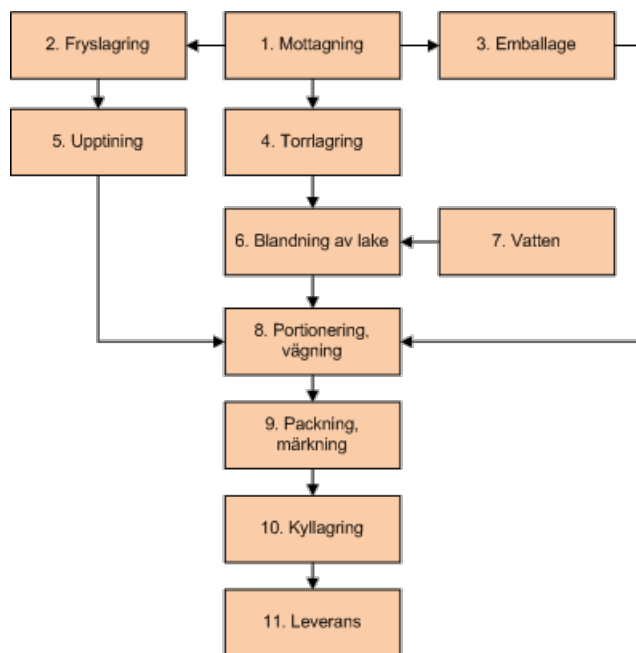 2. Fryslagring
1. Mottagning
3. Emballage
5. Upptining
4. Torrlagring
6. Blandning av lake
7. Vatten
8. Portionering,
vägning
9. Packning,
märkning
10. Kyllagring
11. Leverans